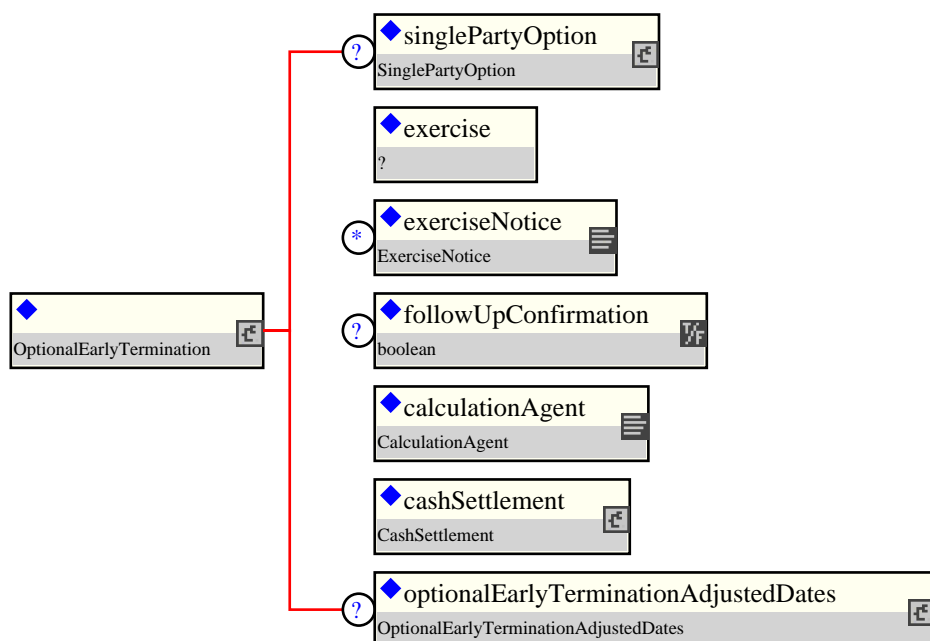 ?
singlePartyOption
SinglePartyOption
exercise
?
*
exerciseNotice
ExerciseNotice
OptionalEarlyTermination
?
followUpConfirmation
T/F
boolean
calculationAgent
CalculationAgent
cashSettlement
CashSettlement
?
optionalEarlyTerminationAdjustedDates
OptionalEarlyTerminationAdjustedDates